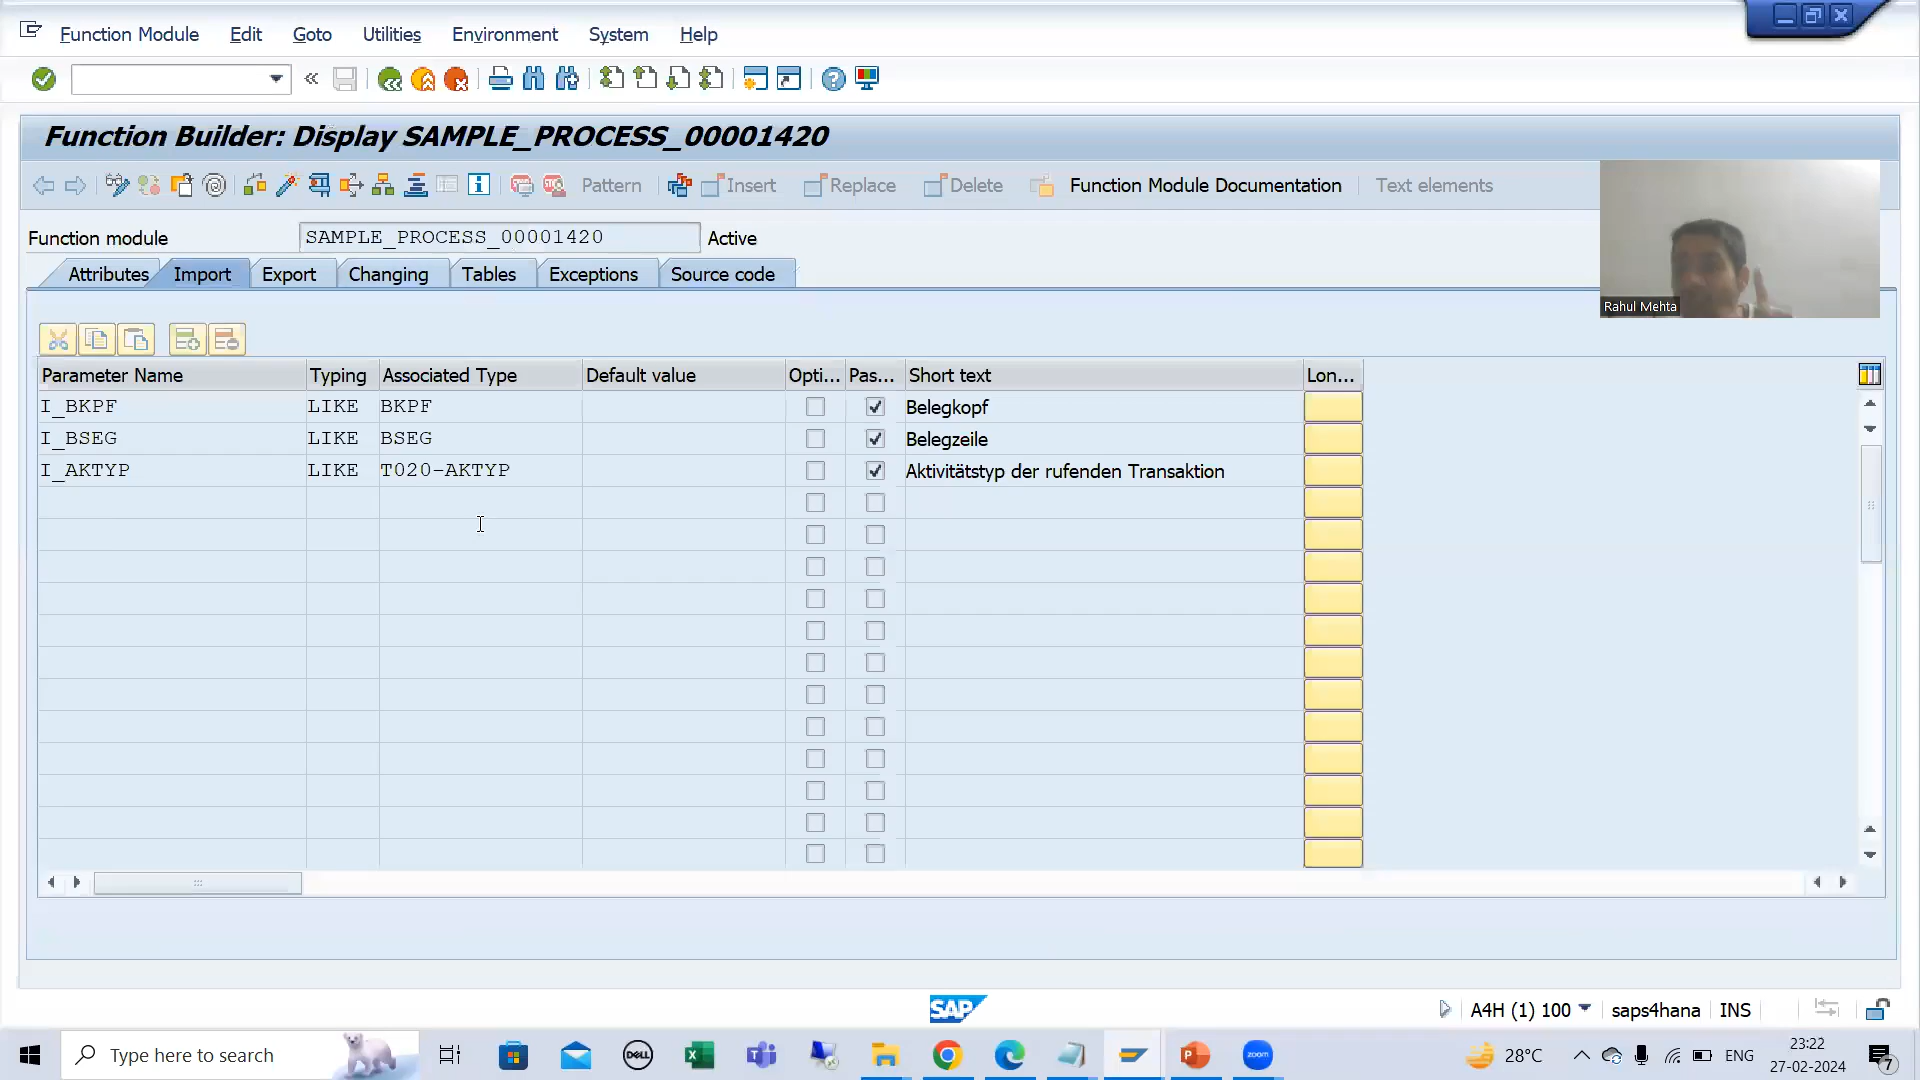 Function Module Edit Goto Utilities Environment System Help
Function Builder: Display SAMPLE_PROCESS_00001420
Pattern Insert Replace Delete Function Module Documentation Text elements
Function module SAMPLE_PROCESS_00001420 Active
Attributes Import Export Changing Tables Exceptions Source code
Rahul Mehta
Parameter Name Typing Associated Type Default value Opti... Pas... Short text Lon...
I_BKPF LIKE BKPF Belegkopf
I_BSEG LIKE BSEG Belegzeile
I_AKTYP LIKE T020-AKTYP Aktivitätstyp der rufenden Transaktion
SAP A4H (1) 100 saps4hana INS
Type here to search DELL zoom 28°C ENG 23:22
27-02-2024 7